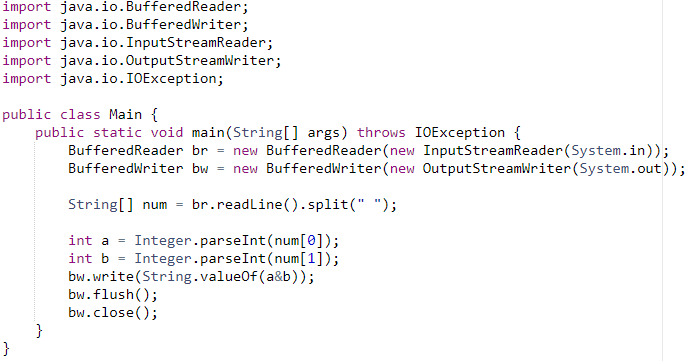 import java.io.BufferedReader;
import java.io.BufferedWriter;
import java.io.InputStreamReader;
import java.io.OutputStreamWriter;
import java.io.IOException;

public class Main {
    public static void main(String[] args) throws IOException {
        BufferedReader br = new BufferedReader(new InputStreamReader(System.in));
        BufferedWriter bw = new BufferedWriter(new OutputStreamWriter(System.out));

        String[] num = br.readLine().split(" ");

        int a = Integer.parseInt(num[0]);
        int b = Integer.parseInt(num[1]);
        bw.write(String.valueOf(a&b));
        bw.flush();
        bw.close();
    }
}